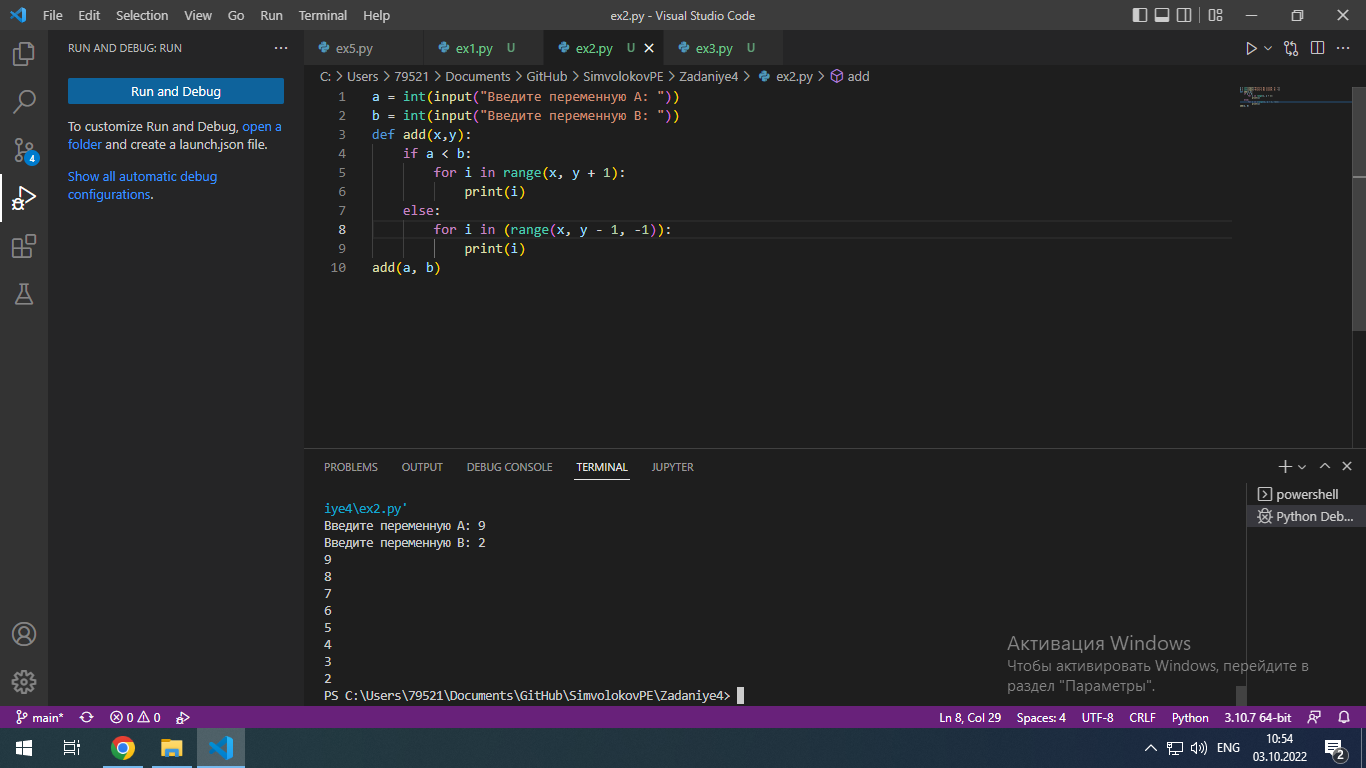 File Edit Selection View Go Run Terminal Help ex2.py - Visual Studio Code
RUN AND DEBUG: RUN
Run and Debug
To customize Run and Debug, open a
folder and create a launch.json file.
Show all automatic debug
configurations.
4
ex5.py ex1.py U ex2.py U ex3.py U
C: > Users > 79521 > Documents > GitHub > SimvolokovPE > Zadaniye4 > ex2.py > add
1 a = int(input("Введите переменную A: "))
2 b = int(input("Введите переменную B: "))
3 def add(x,y):
4 if a < b:
5 for i in range(x, y + 1):
6 print(i)
7 else:
8 for i in (range(x, y - 1, -1)):
9 print(i)
10 add(a, b)
PROBLEMS OUTPUT DEBUG CONSOLE TERMINAL JUPYTER
iye4\ex2.py'
Введите переменную A: 9
Введите переменную B: 2
9
8
7
6
5
4
3
2
PS C:\Users\79521\Documents\GitHub\SimvolokovPE\Zadaniye4>
powershell
Python Deb...
Активация Windows
Чтобы активировать Windows, перейдите в
раздел "Параметры".
main* 0 0 Ln 8, Col 29 Spaces: 4 UTF-8 CRLF Python 3.10.7 64-bit
ENG 10:54
03.10.2022
2